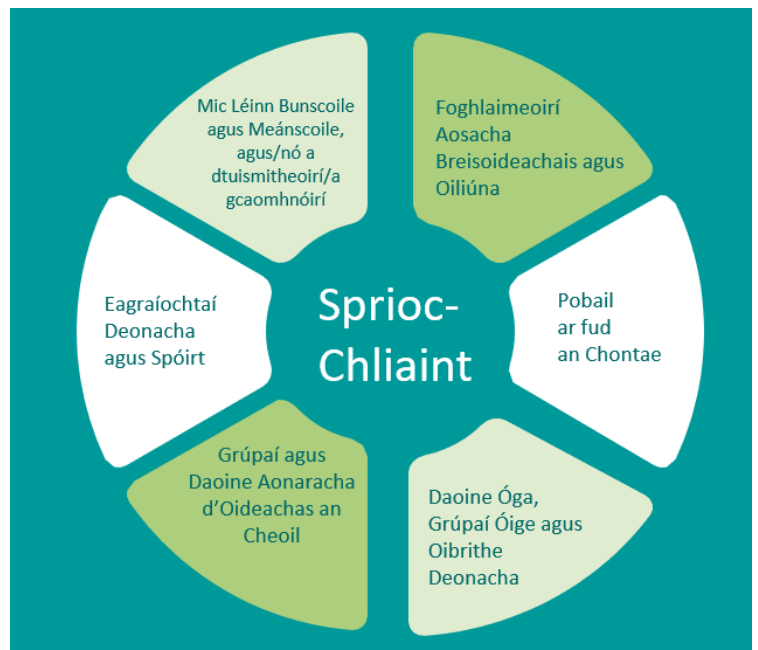 Mic Léinn Bunscoile
agus Meánscoile,
agus/nó a
dtuismitheoirí/a
gcaomhnóirí
Foghlaimeoirí
Aosacha
Breisoideachais agus
Oiliúna
Eagraíochtaí
Deonacha
agus Spóirt
Sprioc-
Chliaint
Pobail
ar fud
an Chontae
Grúpaí agus
Daoine Aonaracha
d'Oideachas an
Cheoil
Daoine Óga,
Grúpaí Óige agus
Oibrithe
Deonacha